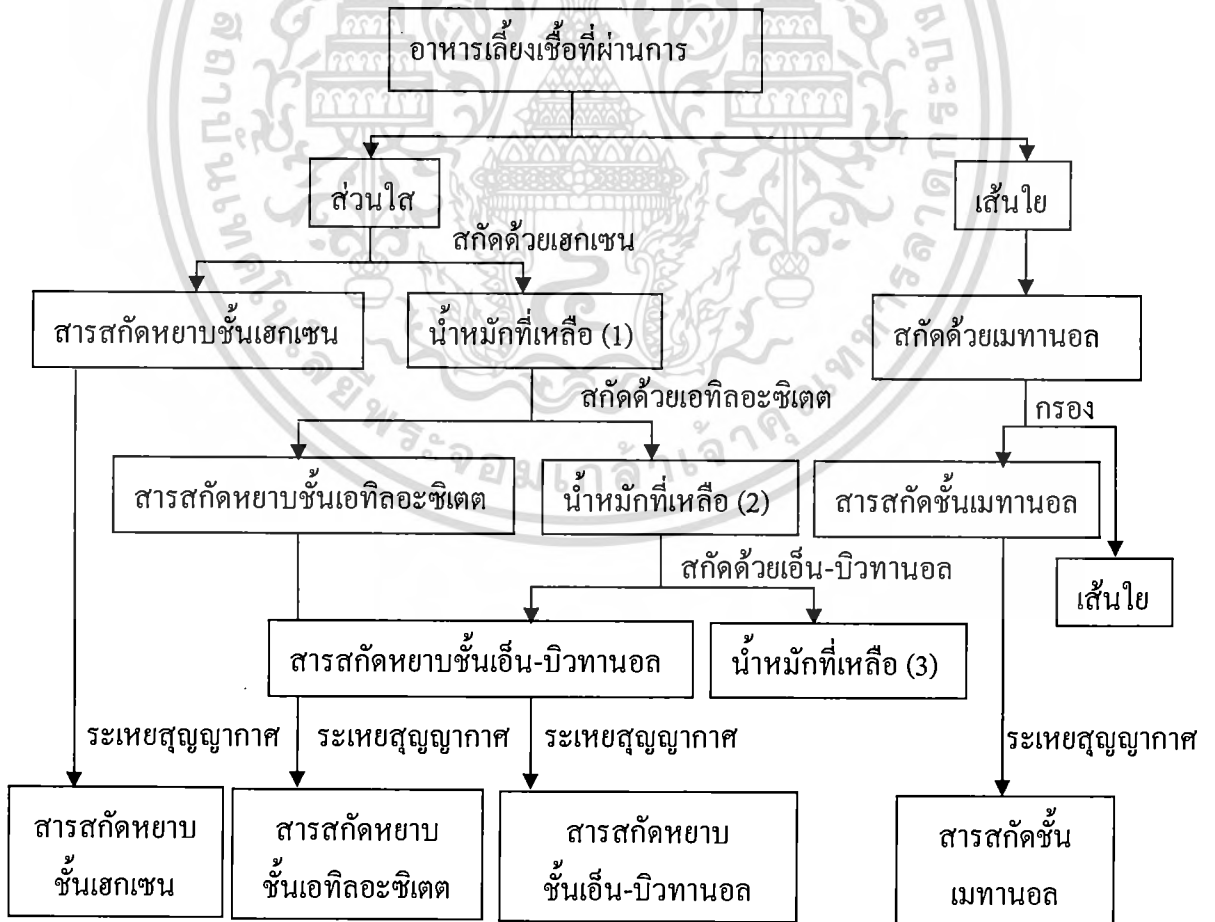 อาหารเลี้ยงเชื้อที่ผ่านการ
ส่วนใส
เส้นใย
สกัดด้วยเฮกเซน
สารสกัดหยาบชั้นเฮกเซน
น้ำหมักที่เหลือ (1)
สกัดด้วยเมทานอล
สกัดด้วยเอทิลอะซิเตต
กรอง
สารสกัดหยาบชั้นเอทิลอะซิเตต
น้ำหมักที่เหลือ (2)
สารสกัดชั้นเมทานอล
สกัดด้วยเอ็น-บิวทานอล
เส้นใย
สารสกัดหยาบชั้นเอ็น-บิวทานอล
น้ำหมักที่เหลือ (3)
ระเหยสุญญากาศ
ระเหยสุญญากาศ
ระเหยสุญญากาศ
ระเหยสุญญากาศ
สารสกัดหยาบ
ชั้นเฮกเซน
สารสกัดหยาบ
ชั้นเอทิลอะซิเตต
สารสกัดหยาบ
ชั้นเอ็น-บิวทานอล
สารสกัดชั้น
เมทานอล